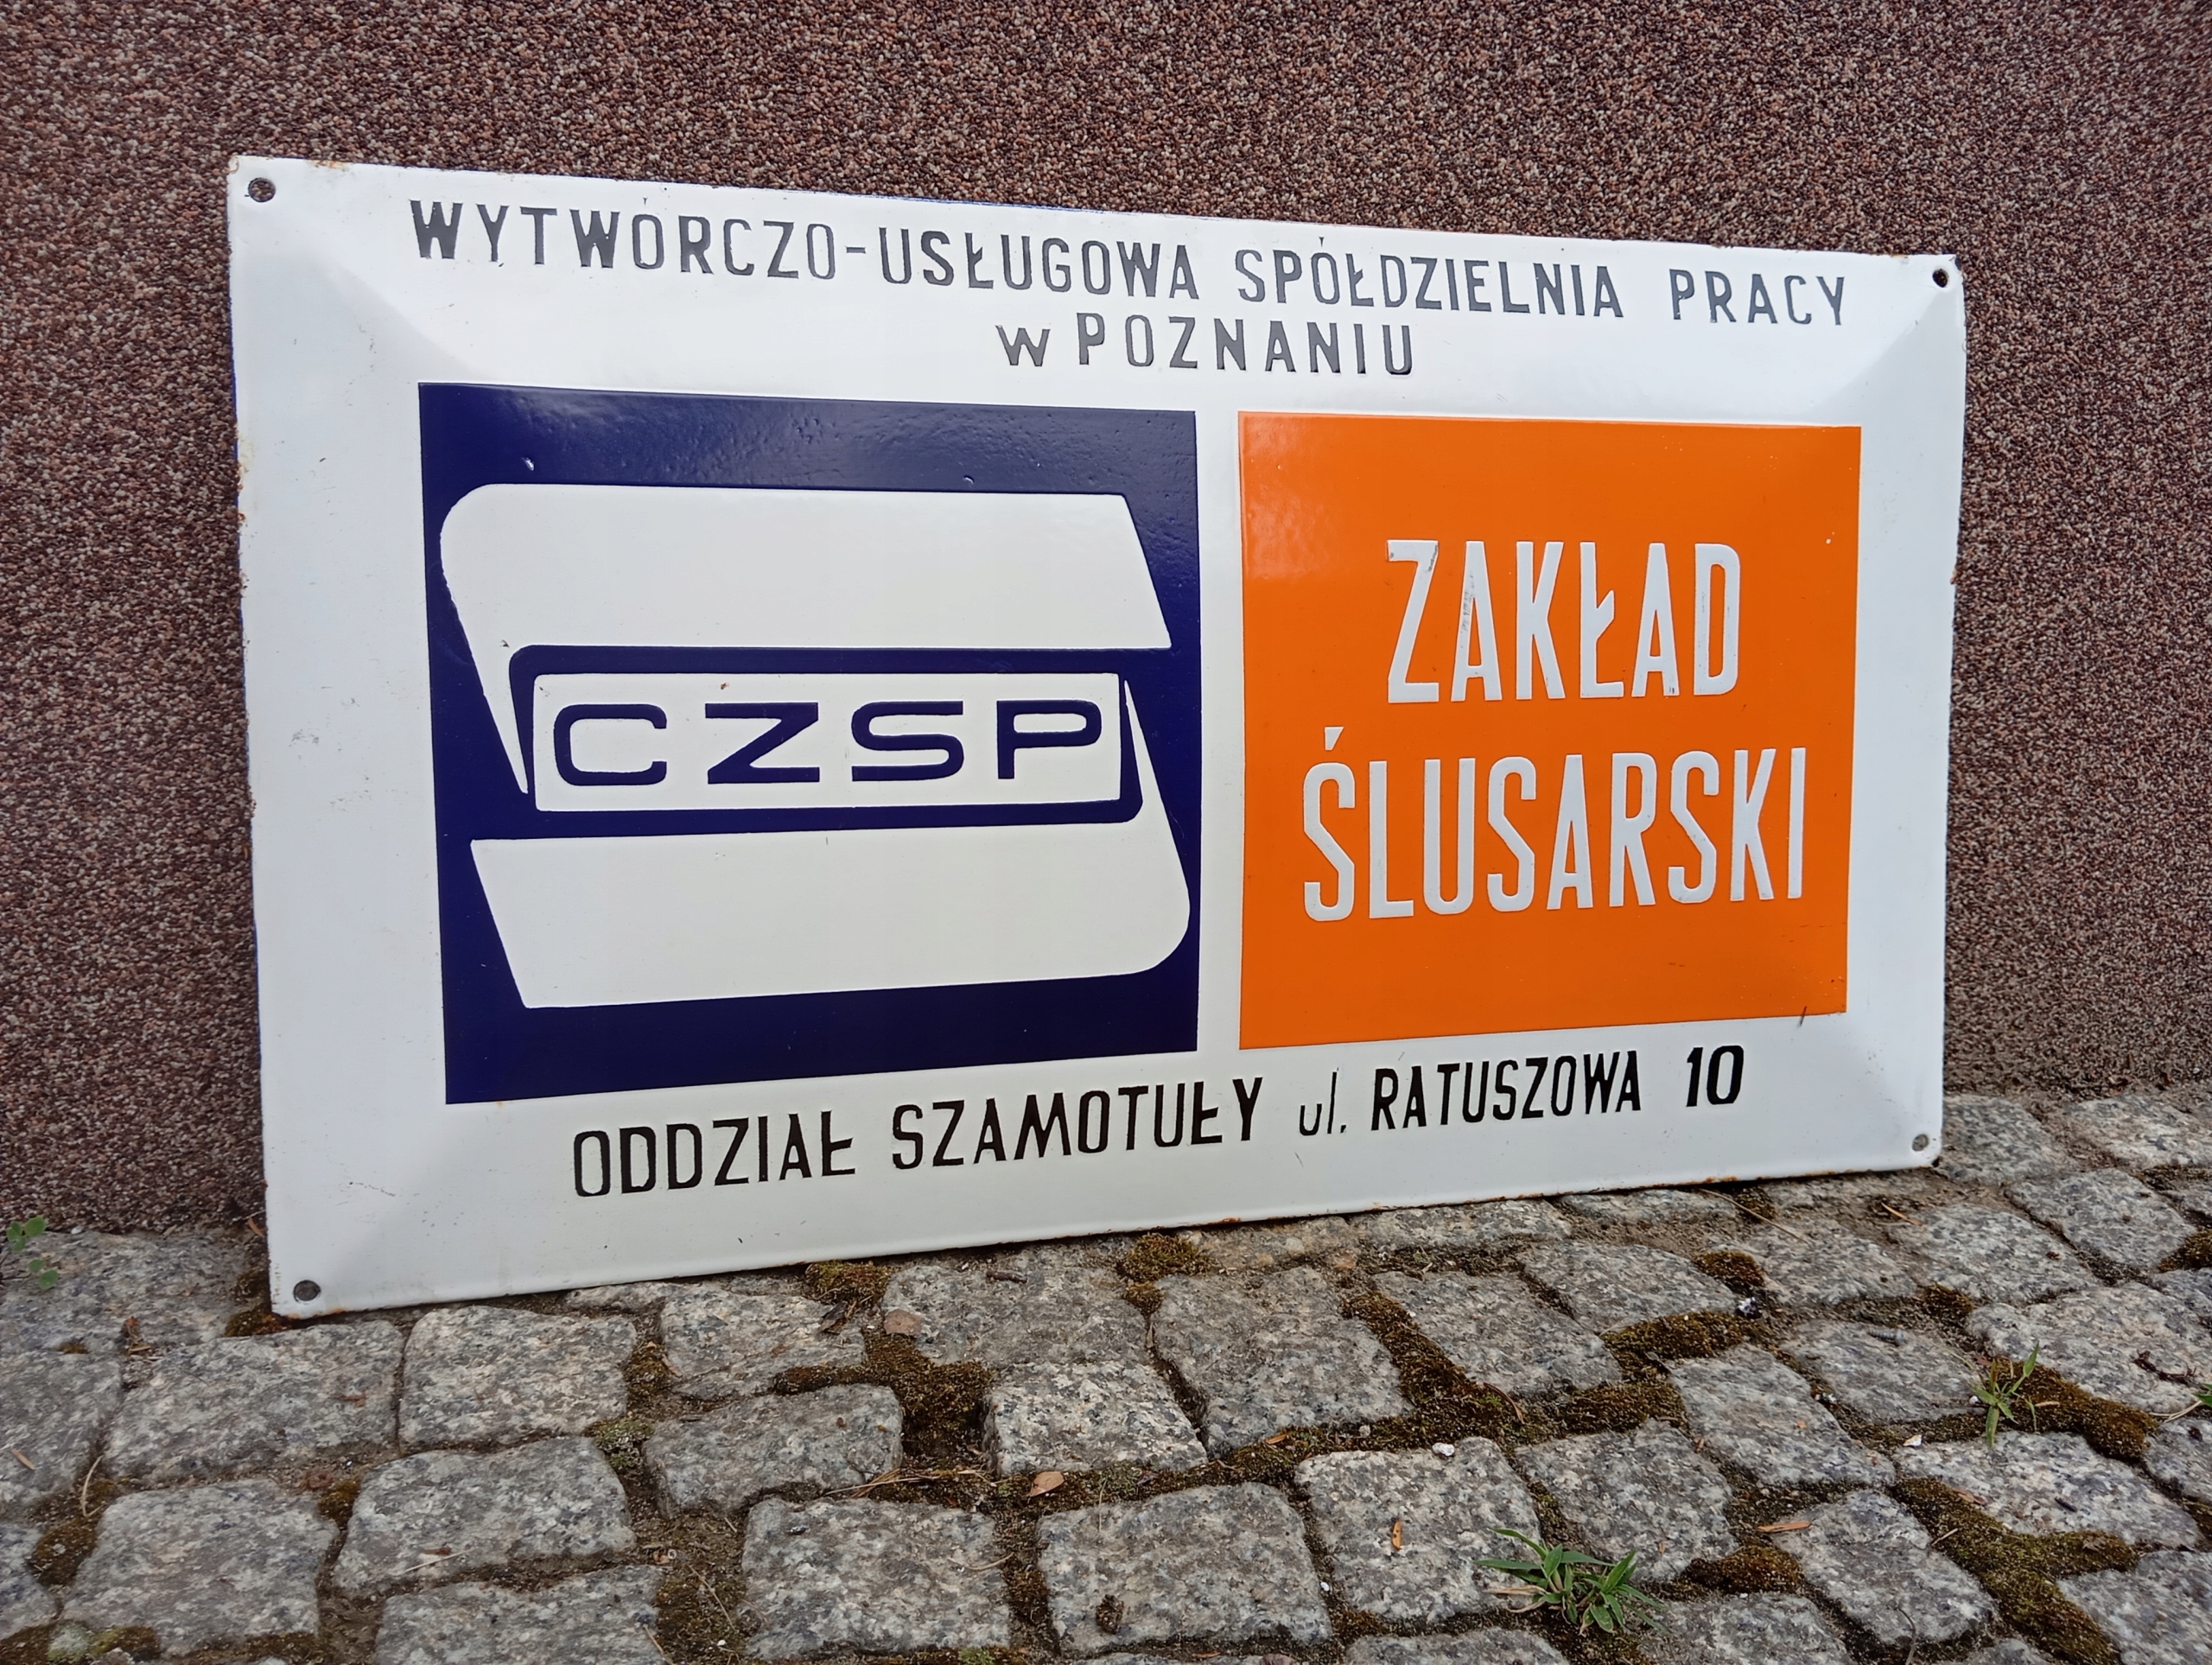 WYTWÓRCZO-USŁUGOWA SPÓŁDZIELNIA PRACY
w POZNANIU
CZSP
ZAKŁAD
ŚLUSARSKI
ODDZIAŁ SZAMOTUŁY ul. RATUSZOWA 10